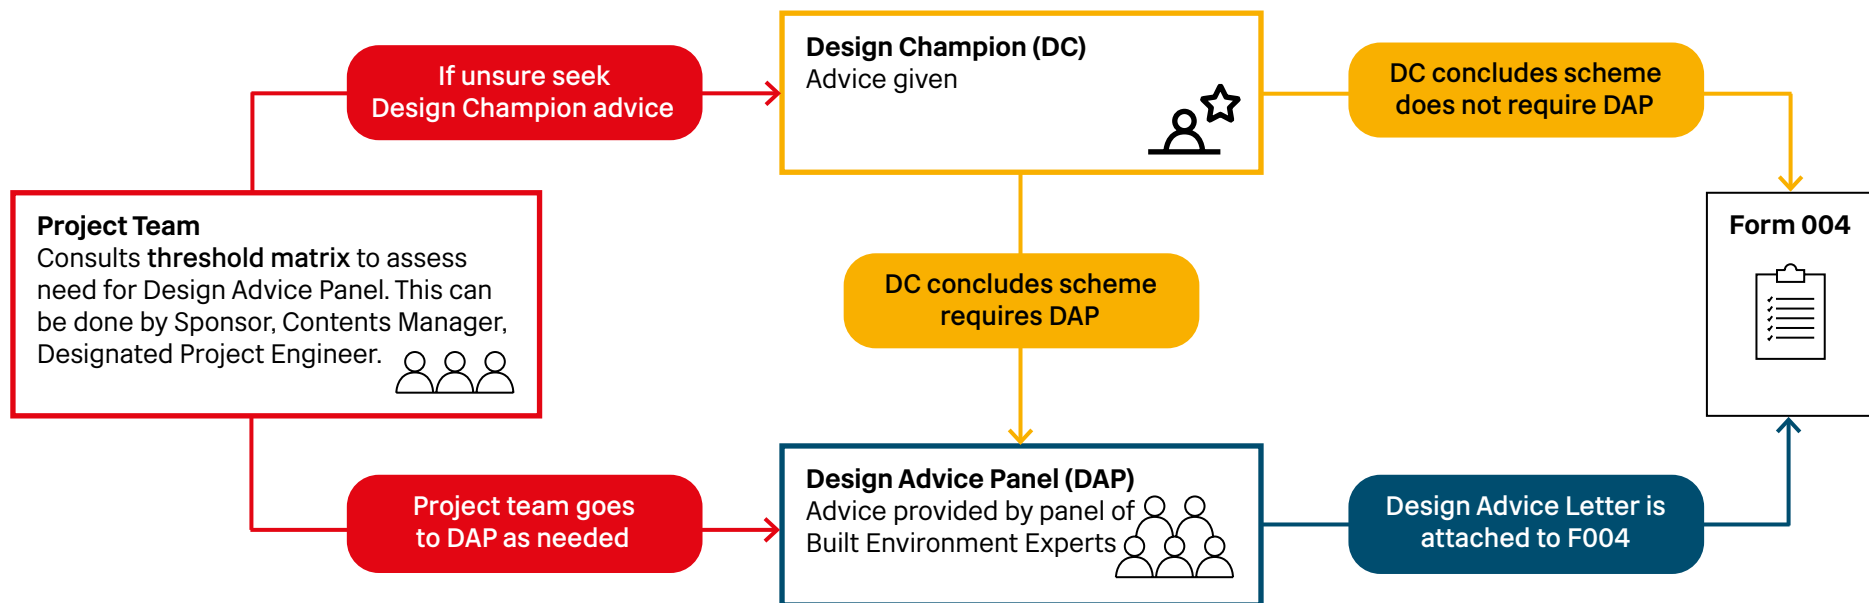 If unsure seek
Design Champion advice
Design Champion (DC)
Advice given
DC concludes scheme
does not require DAP
Project Team
Consults threshold matrix to assess
need for Design Advice Panel. This can
be done by Sponsor, Contents Manager,
Designated Project Engineer.
DC concludes scheme
requires DAP
Form 004
Project team goes
to DAP as needed
Design Advice Panel (DAP)
Advice provided by panel of
Built Environment Experts
Design Advice Letter is
attached to F004